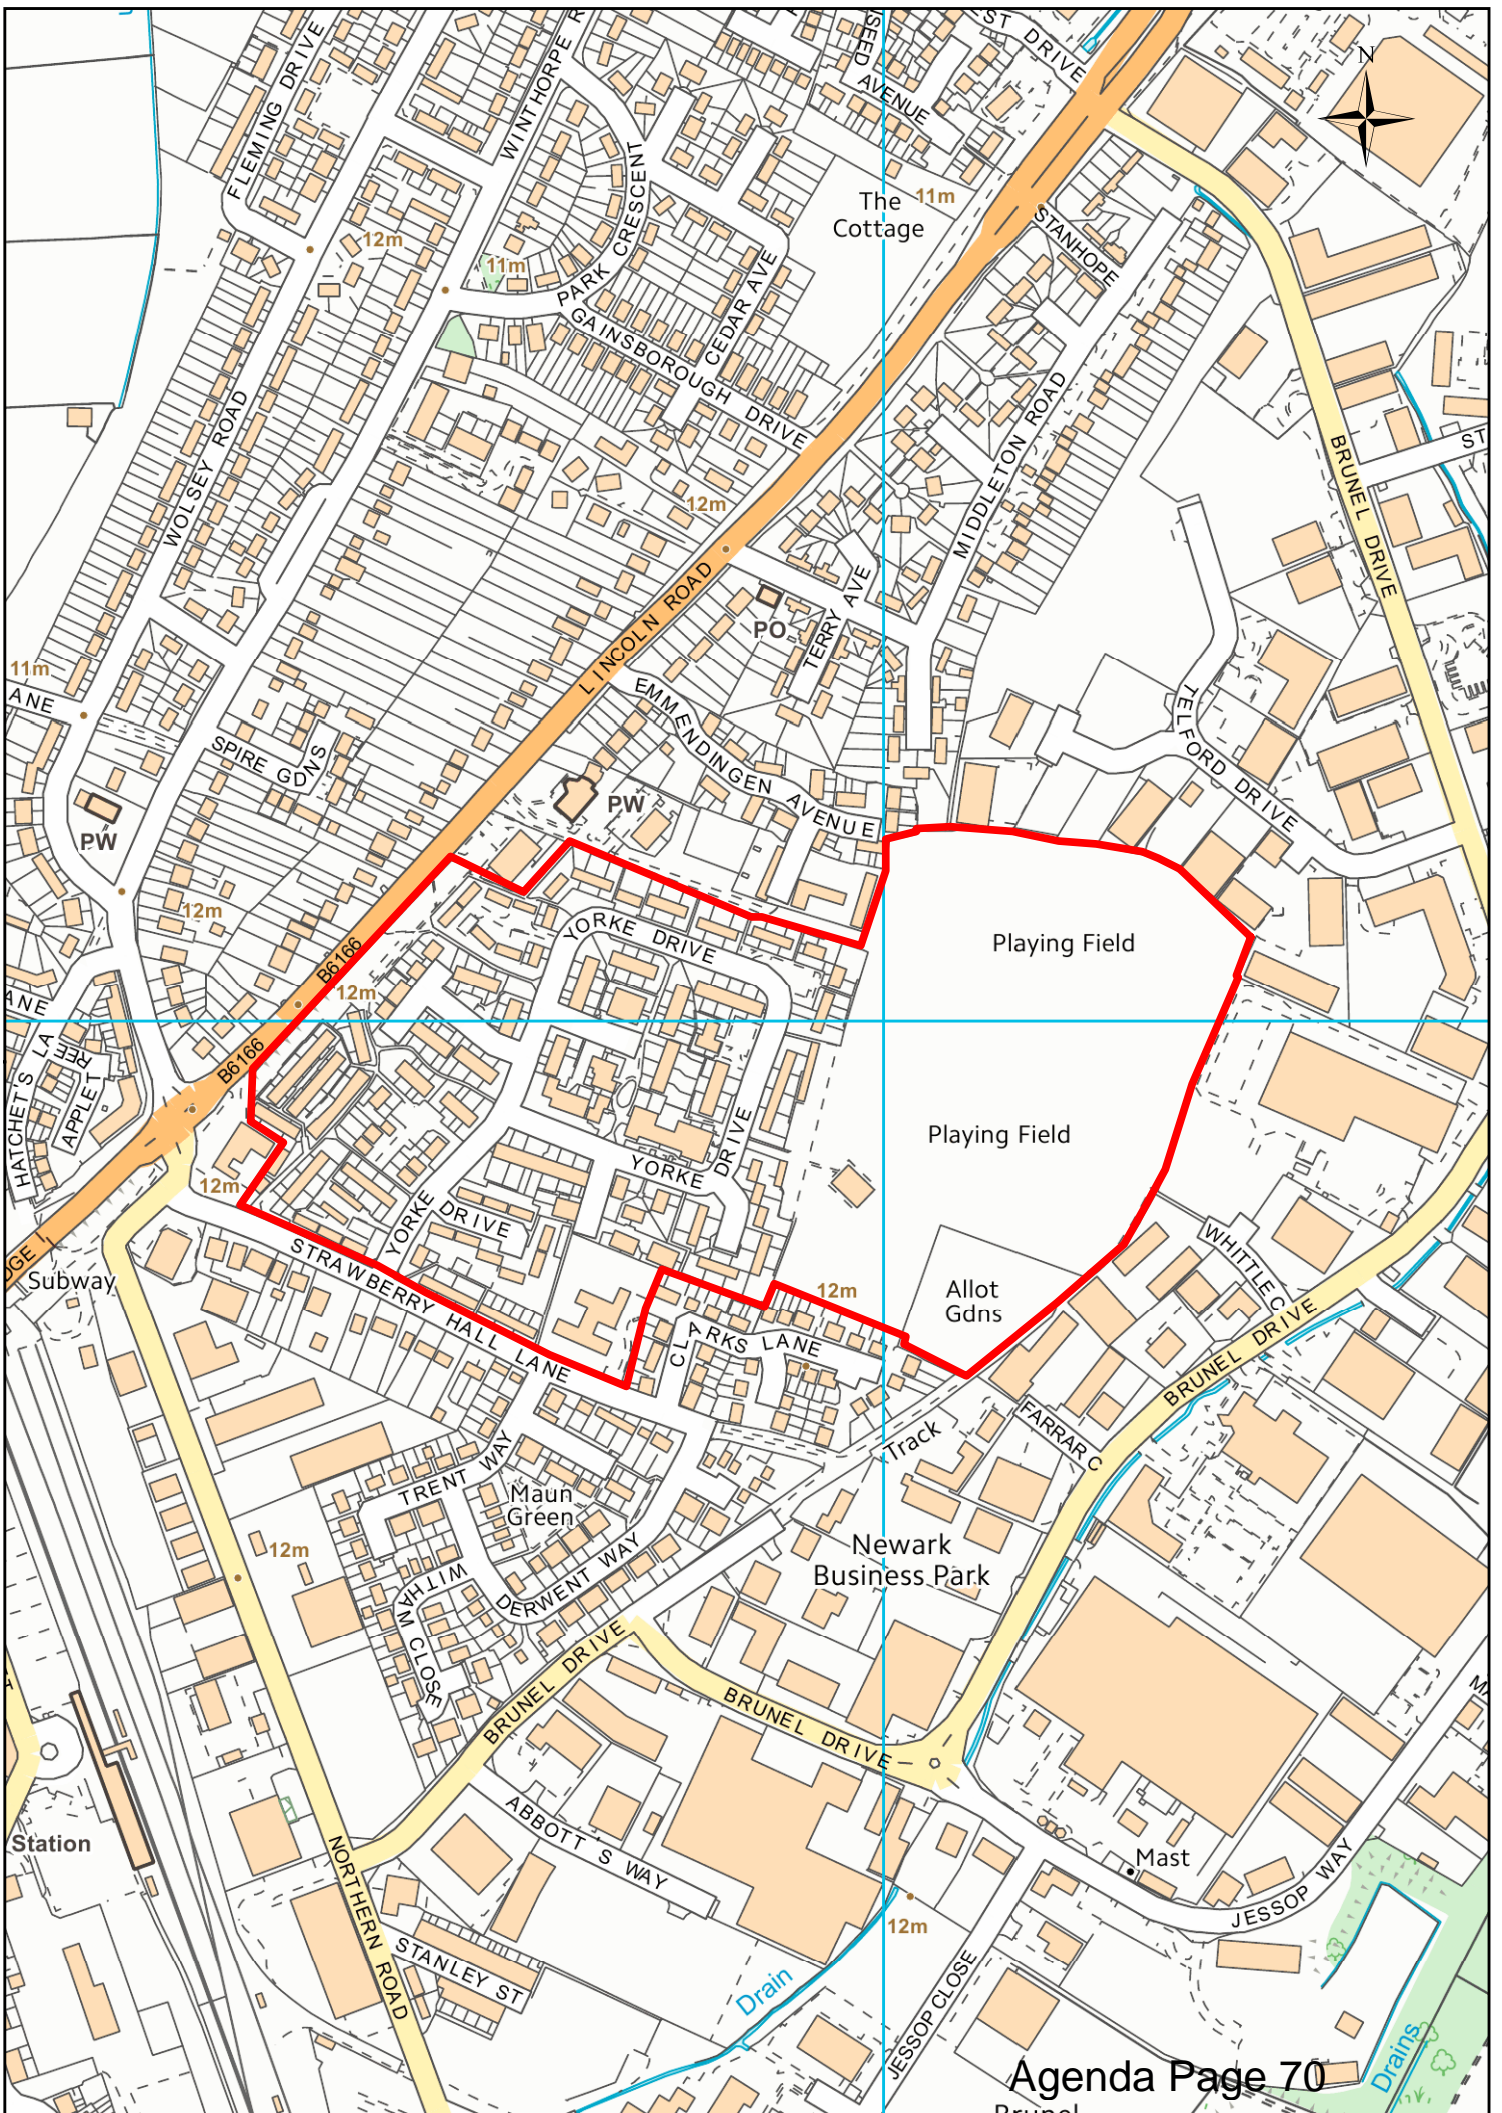 FLEMING DRIVE
WINTHORPE R
DRIVE
AVENUE
N
PARK CRESCENT
The
Cottage
11m
STANHOPE
12m
11m
CEDAR AVE
GAINSBOROUGH DRIVE
WOLSEY ROAD
MIDDLETON ROAD
BRUNEL DRIVE
ST
12m
LINCOLN ROAD
PO
TERRY AVE
11m
ANE
EMMENDINGEN AVENUE
TELFORD DRIVE
SPIRE GDNS
PW
PW
12m
YORKE DRIVE
Playing Field
B6166
12m
ANE
B6166
HATCHET'S LA
APPLET
REE
YORKE DRIVE
Playing Field
12m
YORKE DRIVE
WHITTLE C
Subway
DGE
STRAWBERRY HALL LANE
12m
Allot
Gdns
CLARKS LANE
BRUNEL DRIVE
FARRAR C
Track
TRENT WAY
Maun
Green
12m
Newark
Business Park
WITHAM CLOSE
DERWENT WAY
BRUNEL DRIVE
BRUNEL DRIVE
ABBOTT S WAY
Station
Mast
JESSOP WAY
NORTHERN ROAD
12m
STANLEY ST
Drain
JESSOP CLOSE
Drains
Agenda Page 70